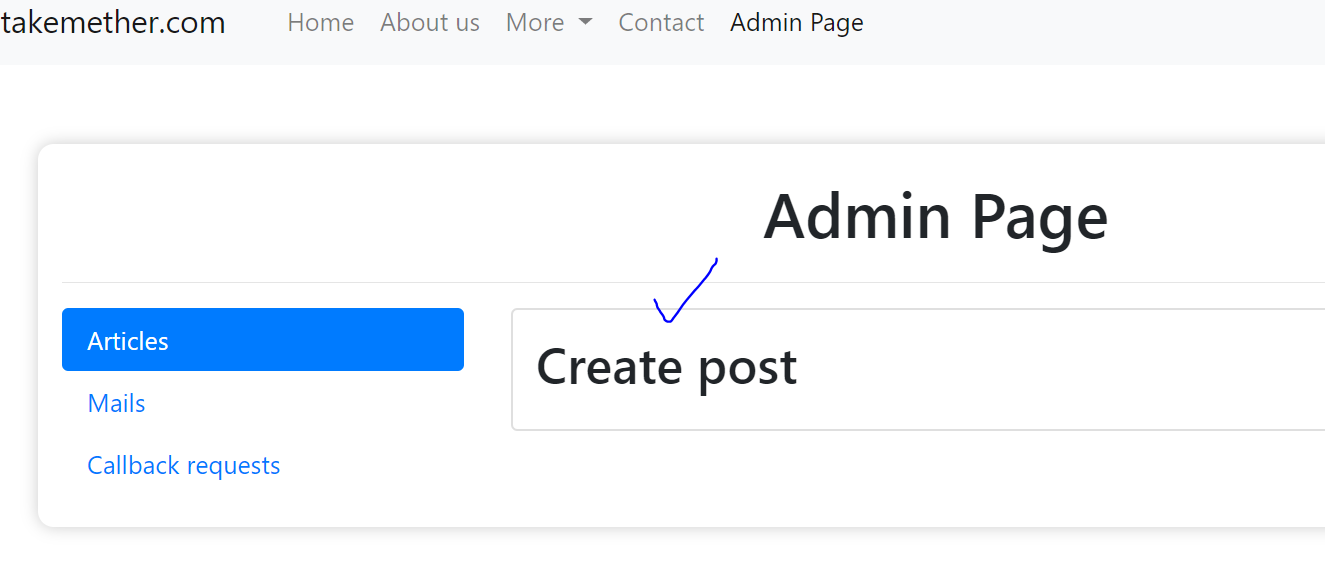 takemether.com Home About us More Contact Admin Page
Admin Page
Articles
Mails
Callback requests
Create post